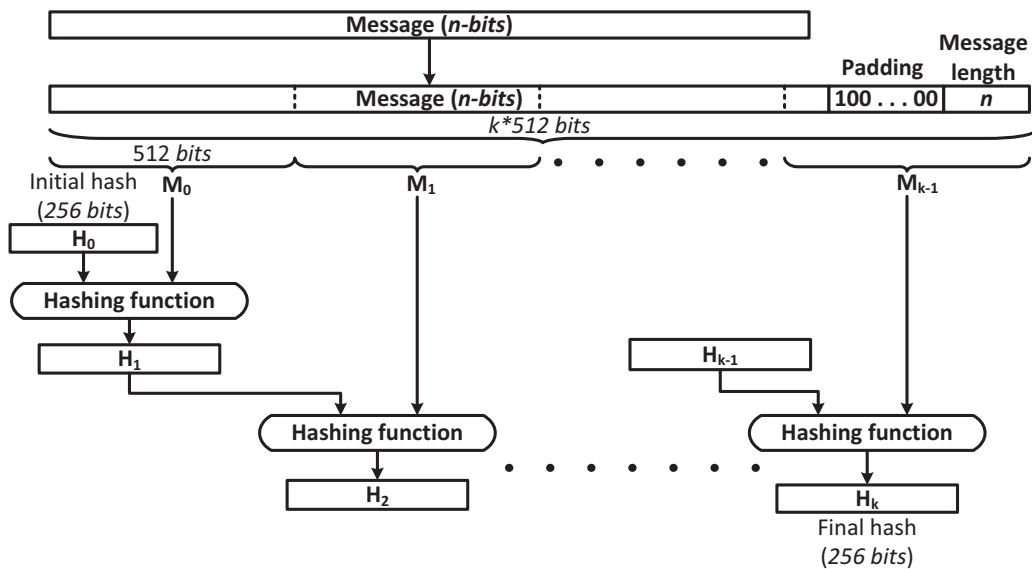 Message (n-bits)
Message
Padding length
Message (n-bits) 100 . . . 00 n
k*512 bits
512 bits
Initial hash M₀ M₁ Mₖ₋₁
(256 bits)
H₀
Hashing function
H₁ Hₖ₋₁
Hashing function Hashing function
H₂ Hₖ
Final hash
(256 bits)